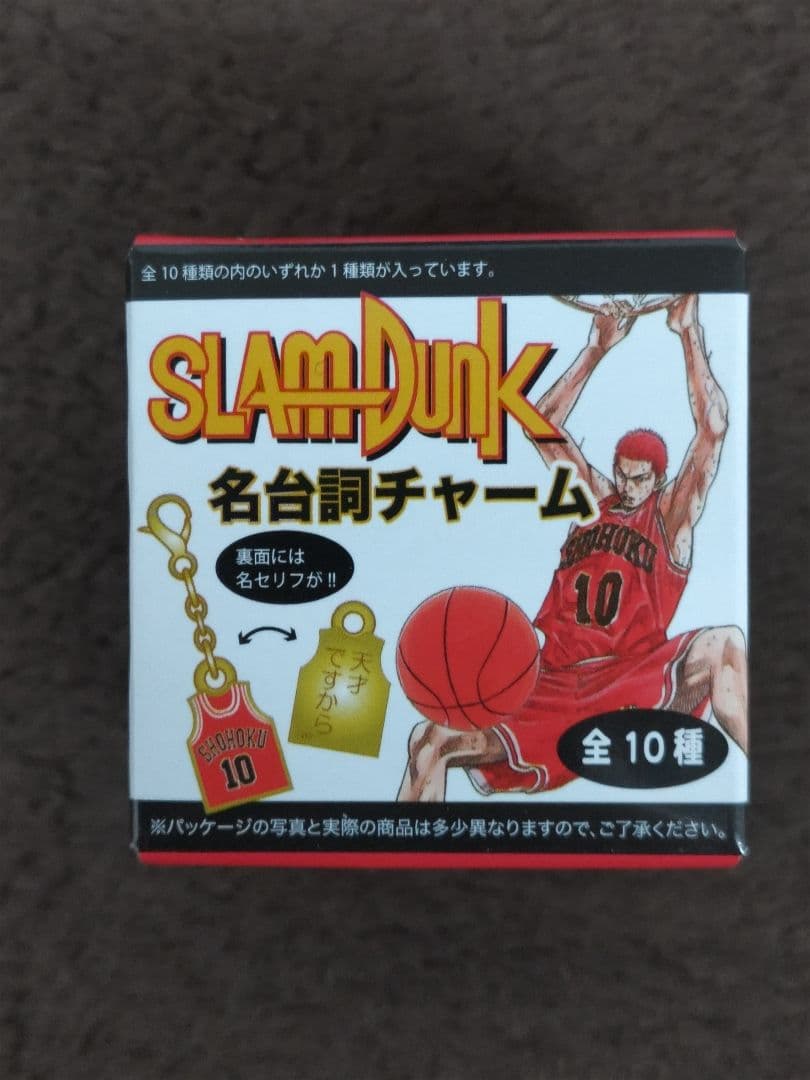 全10種類の内のいずれか1種類が入っています。
SLAM DUNK
名台詞チャーム
裏面には
名セリフが!!
天才
ですから
SHOHOKU
10
SHOHOKU
10
全10種
※パッケージの写真と実際の商品は多少異なりますので、ご了承ください。